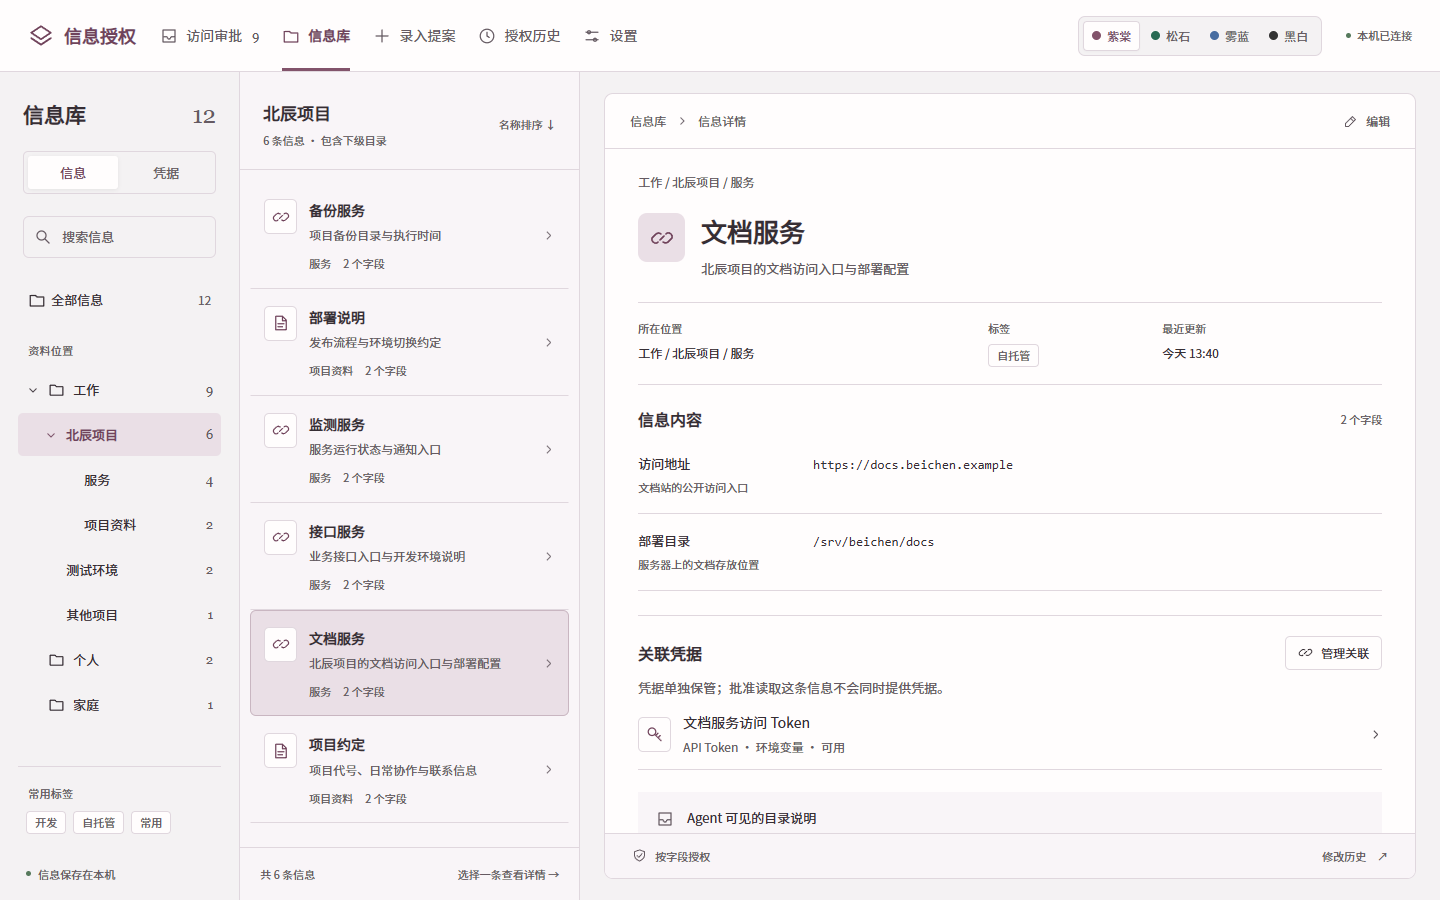 信息授权
访问审批 9
信息库
录入提案
授权历史
设置
紫棠
松石
雾蓝
黑白
本机已连接
信息库 12
信息
凭据
搜索信息
全部信息 12
资料位置
工作 9
北辰项目 6
服务 4
项目资料 2
测试环境 2
其他项目 1
个人 2
家庭 1
常用标签
开发
自托管
常用
信息保存在本机
北辰项目
6 条信息 · 包含下级目录
名称排序 ↓
备份服务
项目备份目录与执行时间
服务 2 个字段
部署说明
发布流程与环境切换约定
项目资料 2 个字段
监测服务
服务运行状态与通知入口
服务 2 个字段
接口服务
业务接口入口与开发环境说明
服务 2 个字段
文档服务
北辰项目的文档访问入口与部署配置
服务 2 个字段
项目约定
项目代号、日常协作与联系信息
项目资料 2 个字段
共 6 条信息
选择一条查看详情 →
信息库 > 信息详情
编辑
工作 / 北辰项目 / 服务
文档服务
北辰项目的文档访问入口与部署配置
所在位置
工作 / 北辰项目 / 服务
标签
自托管
最近更新
今天 13:40
信息内容
2 个字段
访问地址
https://docs.beichen.example
文档站的公开访问入口
部署目录
/srv/beichen/docs
服务器上的文档存放位置
关联凭据
管理关联
凭据单独保管；批准读取这条信息不会同时提供凭据。
文档服务访问 Token
API Token · 环境变量 · 可用
Agent 可见的目录说明
按字段授权
修改历史 ↗